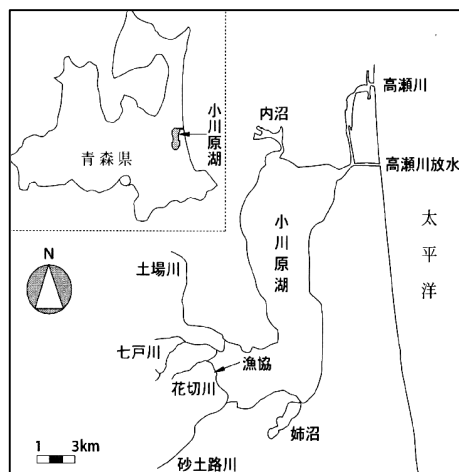 小川原湖
青森県
内沼
高瀬川
高瀬川放水
小川原湖
太平洋
N
土場川
七戸川
漁協
花切川
姉沼
砂土路川
1 3km